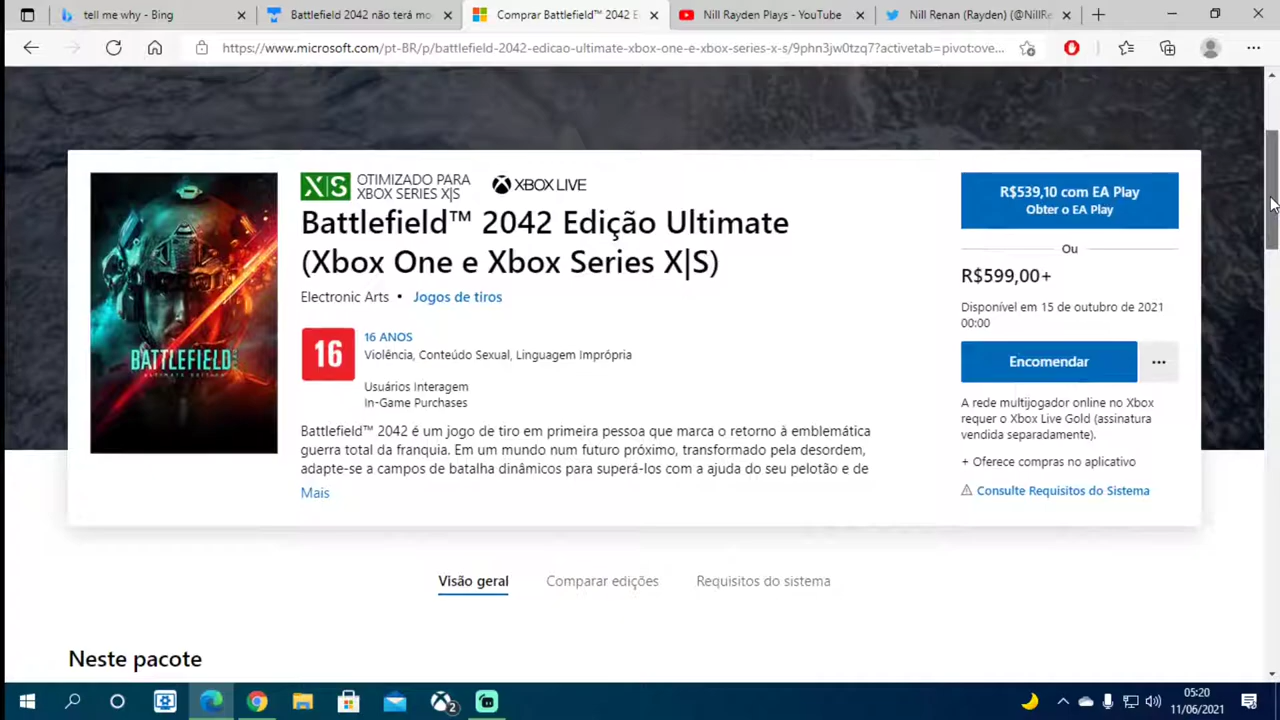 tell me why - Bing
Battlefield 2042 não terá mo
Comprar Battlefield™ 2042 E
Nill Rayden Plays - YouTube
Nill Renan (Rayden) (@NillRe
https://www.microsoft.com/pt-BR/p/battlefield-2042-edicao-ultimate-xbox-one-e-xbox-series-x-s/9phn3jw0tzq7?activetab=pivot:ove...
X|S OTIMIZADO PARA
XBOX SERIES X|S
XBOX LIVE
Battlefield™ 2042 Edição Ultimate
(Xbox One e Xbox Series X|S)
Electronic Arts • Jogos de tiros
16
16 ANOS
Violência, Conteúdo Sexual, Linguagem Imprópria
Usuários Interagem
In-Game Purchases
Battlefield™ 2042 é um jogo de tiro em primeira pessoa que marca o retorno à emblemática
guerra total da franquia. Em um mundo num futuro próximo, transformado pela desordem,
adapte-se a campos de batalha dinâmicos para superá-los com a ajuda do seu pelotão e de
Mais
BATTLEFIELD
ULTIMATE EDITION
R$539,10 com EA Play
Obter o EA Play
Ou
R$599,00+
Disponível em 15 de outubro de 2021
00:00
Encomendar
...
A rede multijogador online no Xbox
requer o Xbox Live Gold (assinatura
vendida separadamente).
+ Oferece compras no aplicativo
Consulte Requisitos do Sistema
Visão geral
Comparar edições
Requisitos do sistema
Neste pacote
2
05:20
11/06/2021